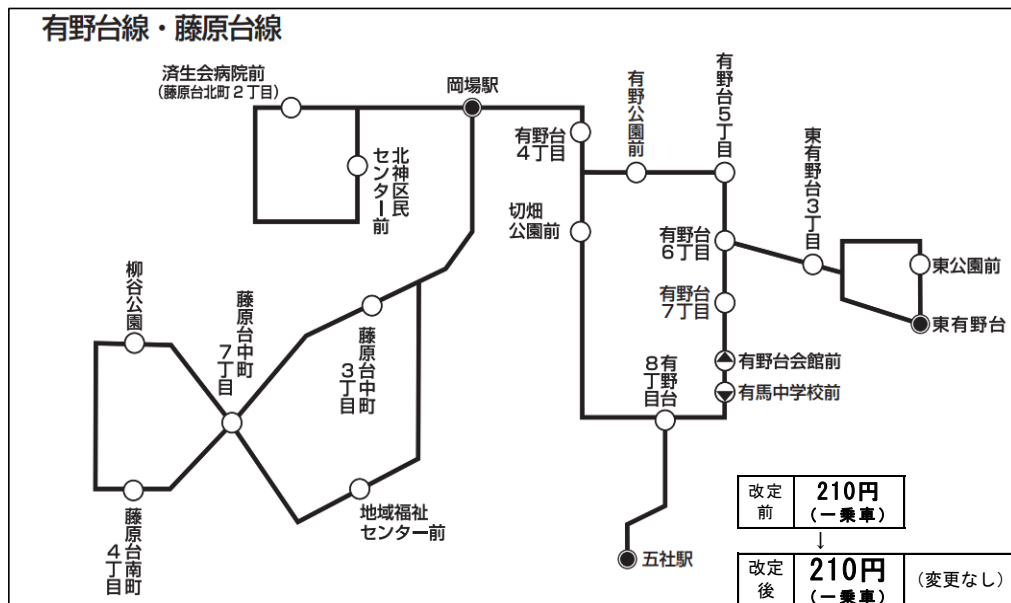 有野台線・藤原台線
済生会病院前
(藤原台北町2丁目)
岡場駅
北神区民
センター前
有野台
4丁目
有野公園前
有野台5丁目
東有野台3丁目
切畑
公園前
有野台
6丁目
有野台
7丁目
東公園前
東有野台
柳谷公園
藤原台中町
7丁目
藤原台中町
3丁目
有野台
8丁目
有野台会館前
有馬中学校前
藤原台南町
4丁目
地域福祉
センター前
五社駅
改定
前
210円
(一乗車)
↓
改定
後
210円
(一乗車)
(変更なし)